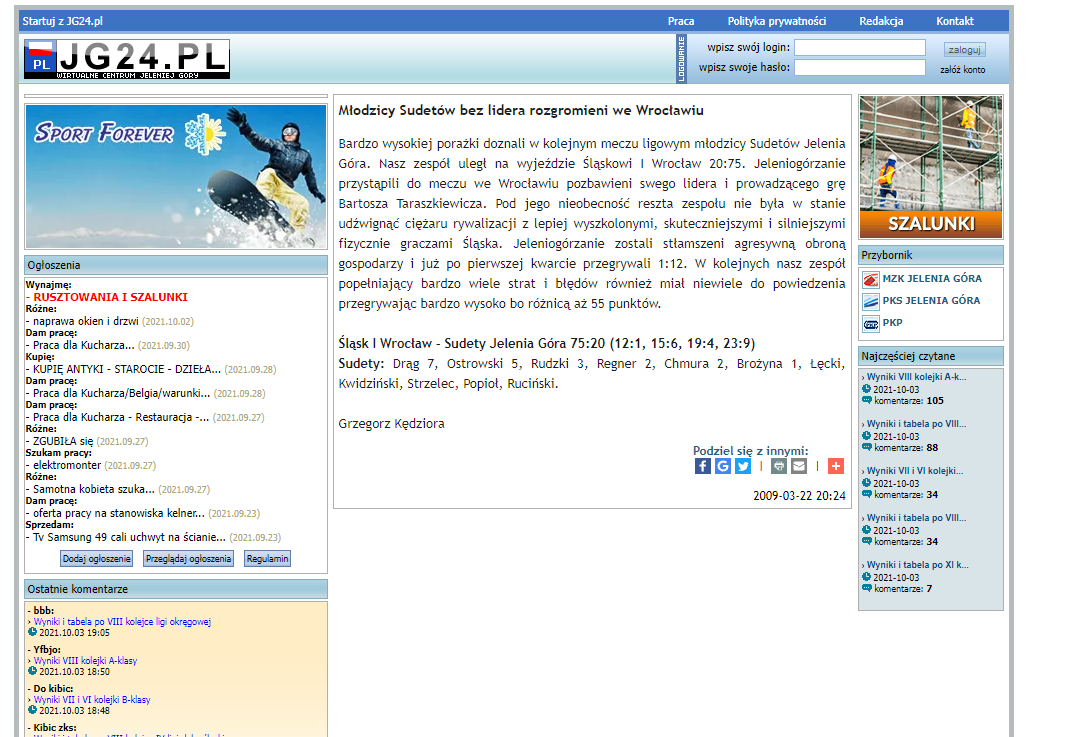 Startuj z JG24.pl
Praca
Polityka prywatności
Redakcja
Kontakt
PL JG24.PL
WIRTUALNE CENTRUM JELENIEJ GÓRY
LOGOWANIE
wpisz swój login:
zaloguj
wpisz swoje hasło:
załóż konto
SPORT FOREVER
Ogłoszenia
Wynajmę:
- RUSZTOWANIA I SZALUNKI
Różne:
- naprawa okien i drzwi (2021.10.02)
Dam pracę:
- Praca dla Kucharza... (2021.09.30)
Kupię:
- KUPIĘ ANTYKI - STAROCIE - DZIEŁA... (2021.09.28)
Dam pracę:
- Praca dla Kucharza/Belgia/warunki... (2021.09.28)
Dam pracę:
- Praca dla Kucharza - Restauracja -... (2021.09.27)
Różne:
- ZGUBIŁA się (2021.09.27)
Szukam pracy:
- elektromonter (2021.09.27)
Różne:
- Samotna kobieta szuka... (2021.09.27)
Dam pracę:
- oferta pracy na stanowiska kelner... (2021.09.23)
Sprzedam:
- Tv Samsung 49 cali uchwyt na ścianie... (2021.09.23)
Dodaj ogłoszenie
Przeglądaj ogłoszenia
Regulamin
Ostatnie komentarze
- bbb:
› Wyniki i tabela po VIII kolejce ligi okręgowej
2021.10.03 19:05
- Yfbjo:
› Wyniki VIII kolejki A-klasy
2021.10.03 18:50
- Do kibic:
› Wyniki VII i VI kolejki B-klasy
2021.10.03 18:48
- Kibic zks:
Młodzicy Sudetów bez lidera rozgromieni we Wrocławiu
Bardzo wysokiej porażki doznali w kolejnym meczu ligowym młodzicy Sudetów Jelenia
Góra. Nasz zespół uległ na wyjeździe Śląskowi I Wrocław 20:75. Jeleniogórzanie
przystąpili do meczu we Wrocławiu pozbawieni swego lidera i prowadzącego grę
Bartosza Taraszkiewicza. Pod jego nieobecność reszta zespołu nie była w stanie
udźwignąć ciężaru rywalizacji z lepiej wyszkolonymi, skuteczniejszymi i silniejszymi
fizycznie graczami Śląska. Jeleniogórzanie zostali stłamszeni agresywną obroną
gospodarzy i już po pierwszej kwarcie przegrywali 1:12. W kolejnych nasz zespół
popełniający bardzo wiele strat i błędów również miał niewiele do powiedzenia
przegrywając bardzo wysoko bo różnicą aż 55 punktów.
Śląsk I Wrocław – Sudety Jelenia Góra 75:20 (12:1, 15:6, 19:4, 23:9)
Sudety: Drąg 7, Ostrowski 5, Rudzki 3, Regner 2, Chmura 2, Brożyna 1, Łęcki,
Kwidziński, Strzelec, Popioł, Ruciński.
Grzegorz Kędziora
Podziel się z innymi:
2009-03-22 20:24
SZALUNKI
Przybornik
MZK JELENIA GÓRA
PKS JELENIA GÓRA
PKP
Najczęściej czytane
› Wyniki VIII kolejki A-k...
2021-10-03
komentarze: 105
› Wyniki i tabela po VIII...
2021-10-03
komentarze: 88
› Wyniki VII i VI kolejki...
2021-10-03
komentarze: 34
› Wyniki i tabela po VIII...
2021-10-03
komentarze: 34
› Wyniki i tabela po XI k...
2021-10-03
komentarze: 7